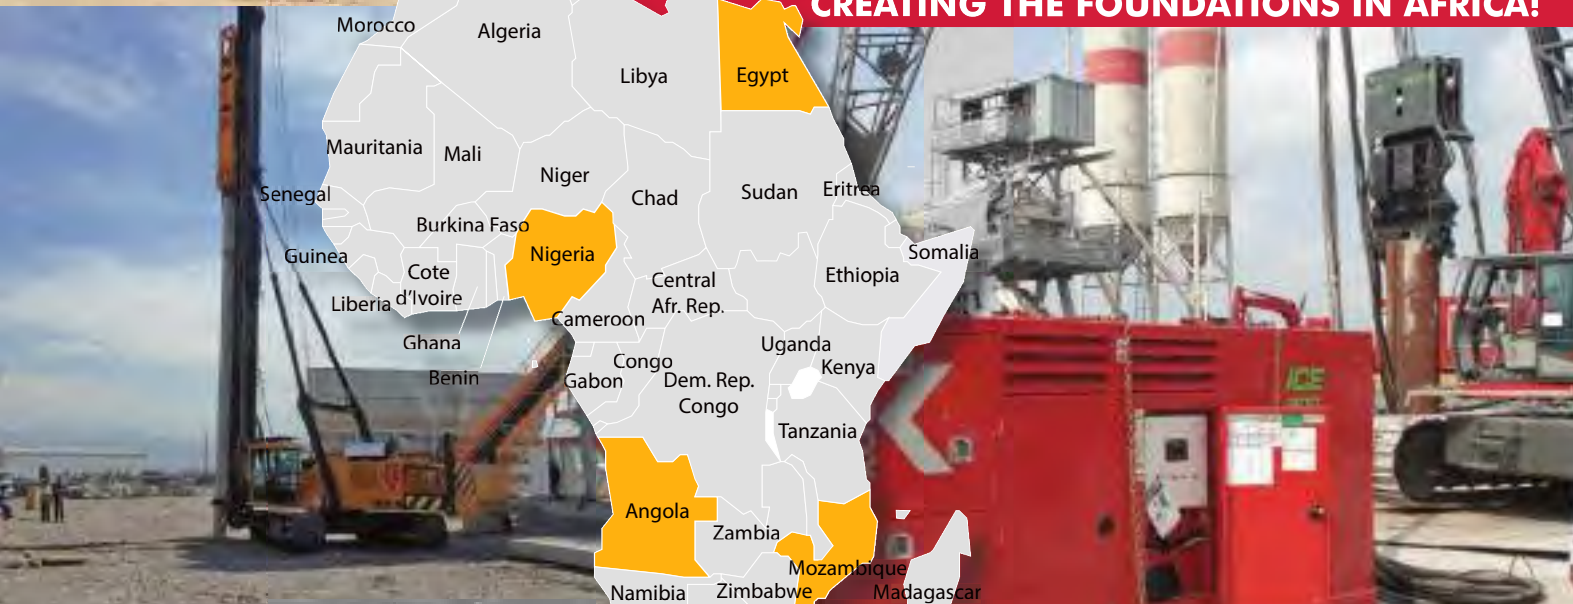 CREATING THE FOUNDATIONS IN AFRICA!
Morocco
Algeria
Libya
Egypt
Mauritania
Mali
Niger
Chad
Sudan
Eritrea
Senegal
Burkina Faso
Nigeria
Guinea
Cote
d’Ivoire
Liberia
Ghana
Benin
Cameroon
Central
Afr. Rep.
Ethiopia
Somalia
Uganda
Kenya
Congo
Gabon
Dem. Rep.
Congo
Tanzania
Angola
Zambia
Mozambique
Namibia
Zimbabwe
Madagascar
ICE